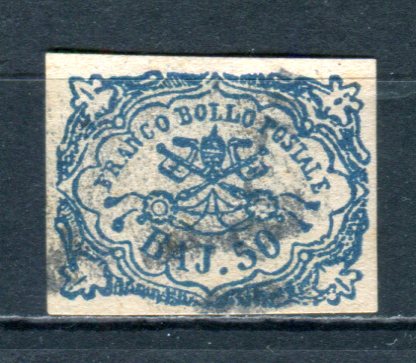 FRANCO BOLLO POSTALE
BAJ. 50